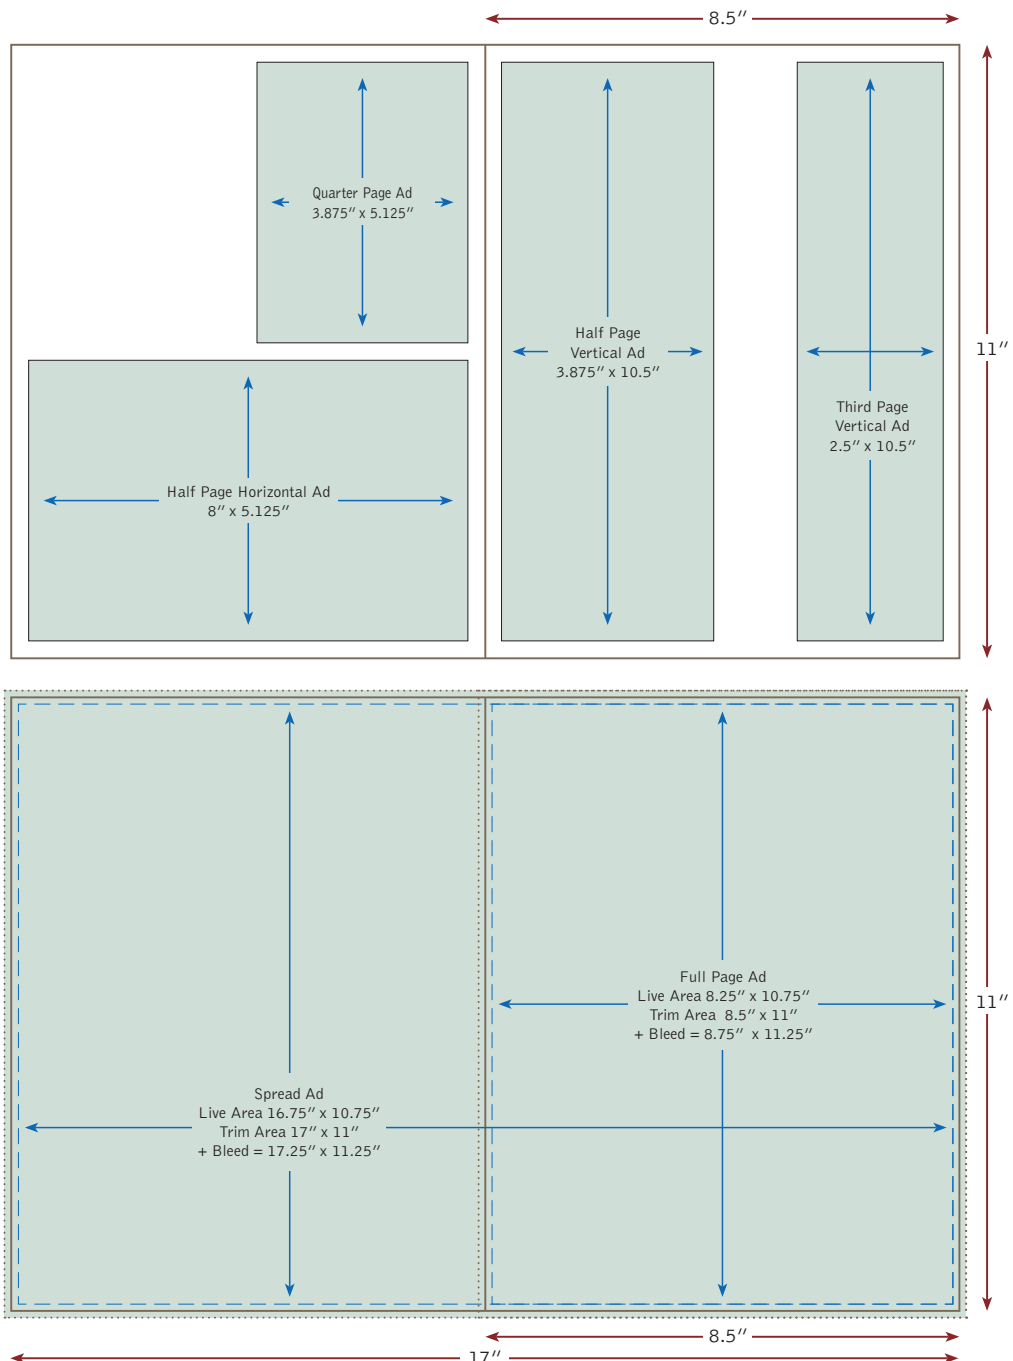 8.5″
Quarter Page Ad
3.875″ x 5.125″
Half Page
Vertical Ad
3.875″ x 10.5″
11″
Third Page
Vertical Ad
2.5″ x 10.5″
Half Page Horizontal Ad
8″ x 5.125″
Full Page Ad
Live Area 8.25″ x 10.75″
Trim Area  8.5″ x 11″
+ Bleed = 8.75″  x 11.25″
11″
Spread Ad
Live Area 16.75″ x 10.75″
Trim Area 17″ x 11″
+ Bleed = 17.25″ x 11.25″
8.5″
17″